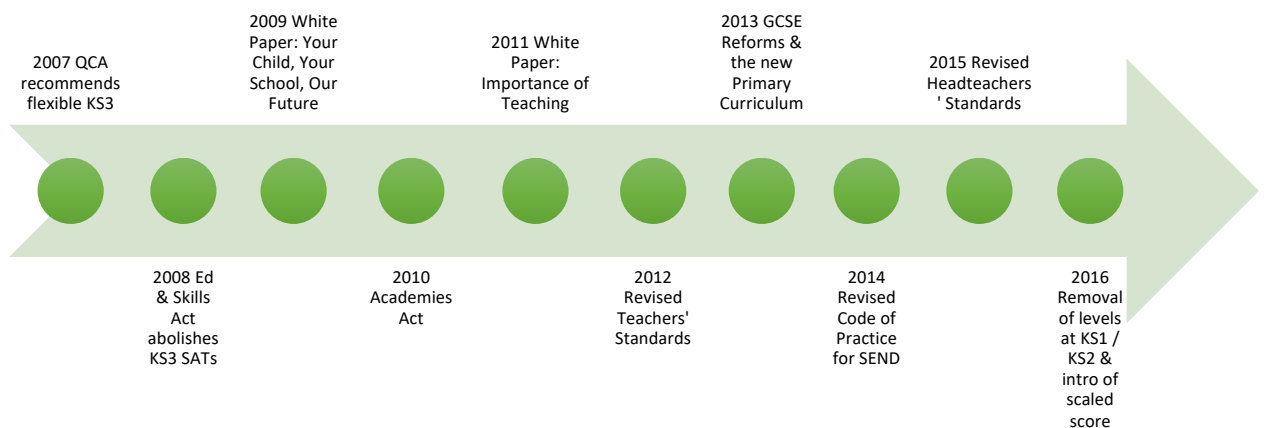 2007 QCA
recommends
flexible KS3
2008 Ed
& Skills
Act
abolishes
KS3 SATs
2009 White
Paper: Your
Child, Your
School, Our
Future
2010
Academies
Act
2011 White
Paper:
Importance of
Teaching
2012
Revised
Teachers'
Standards
2013 GCSE
Reforms &
the new
Primary
Curriculum
2014
Revised
Code of
Practice
for SEND
2015 Revised
Headteachers
' Standards
2016
Removal
of levels
at KS1 /
KS2 &
intro of
scaled
score